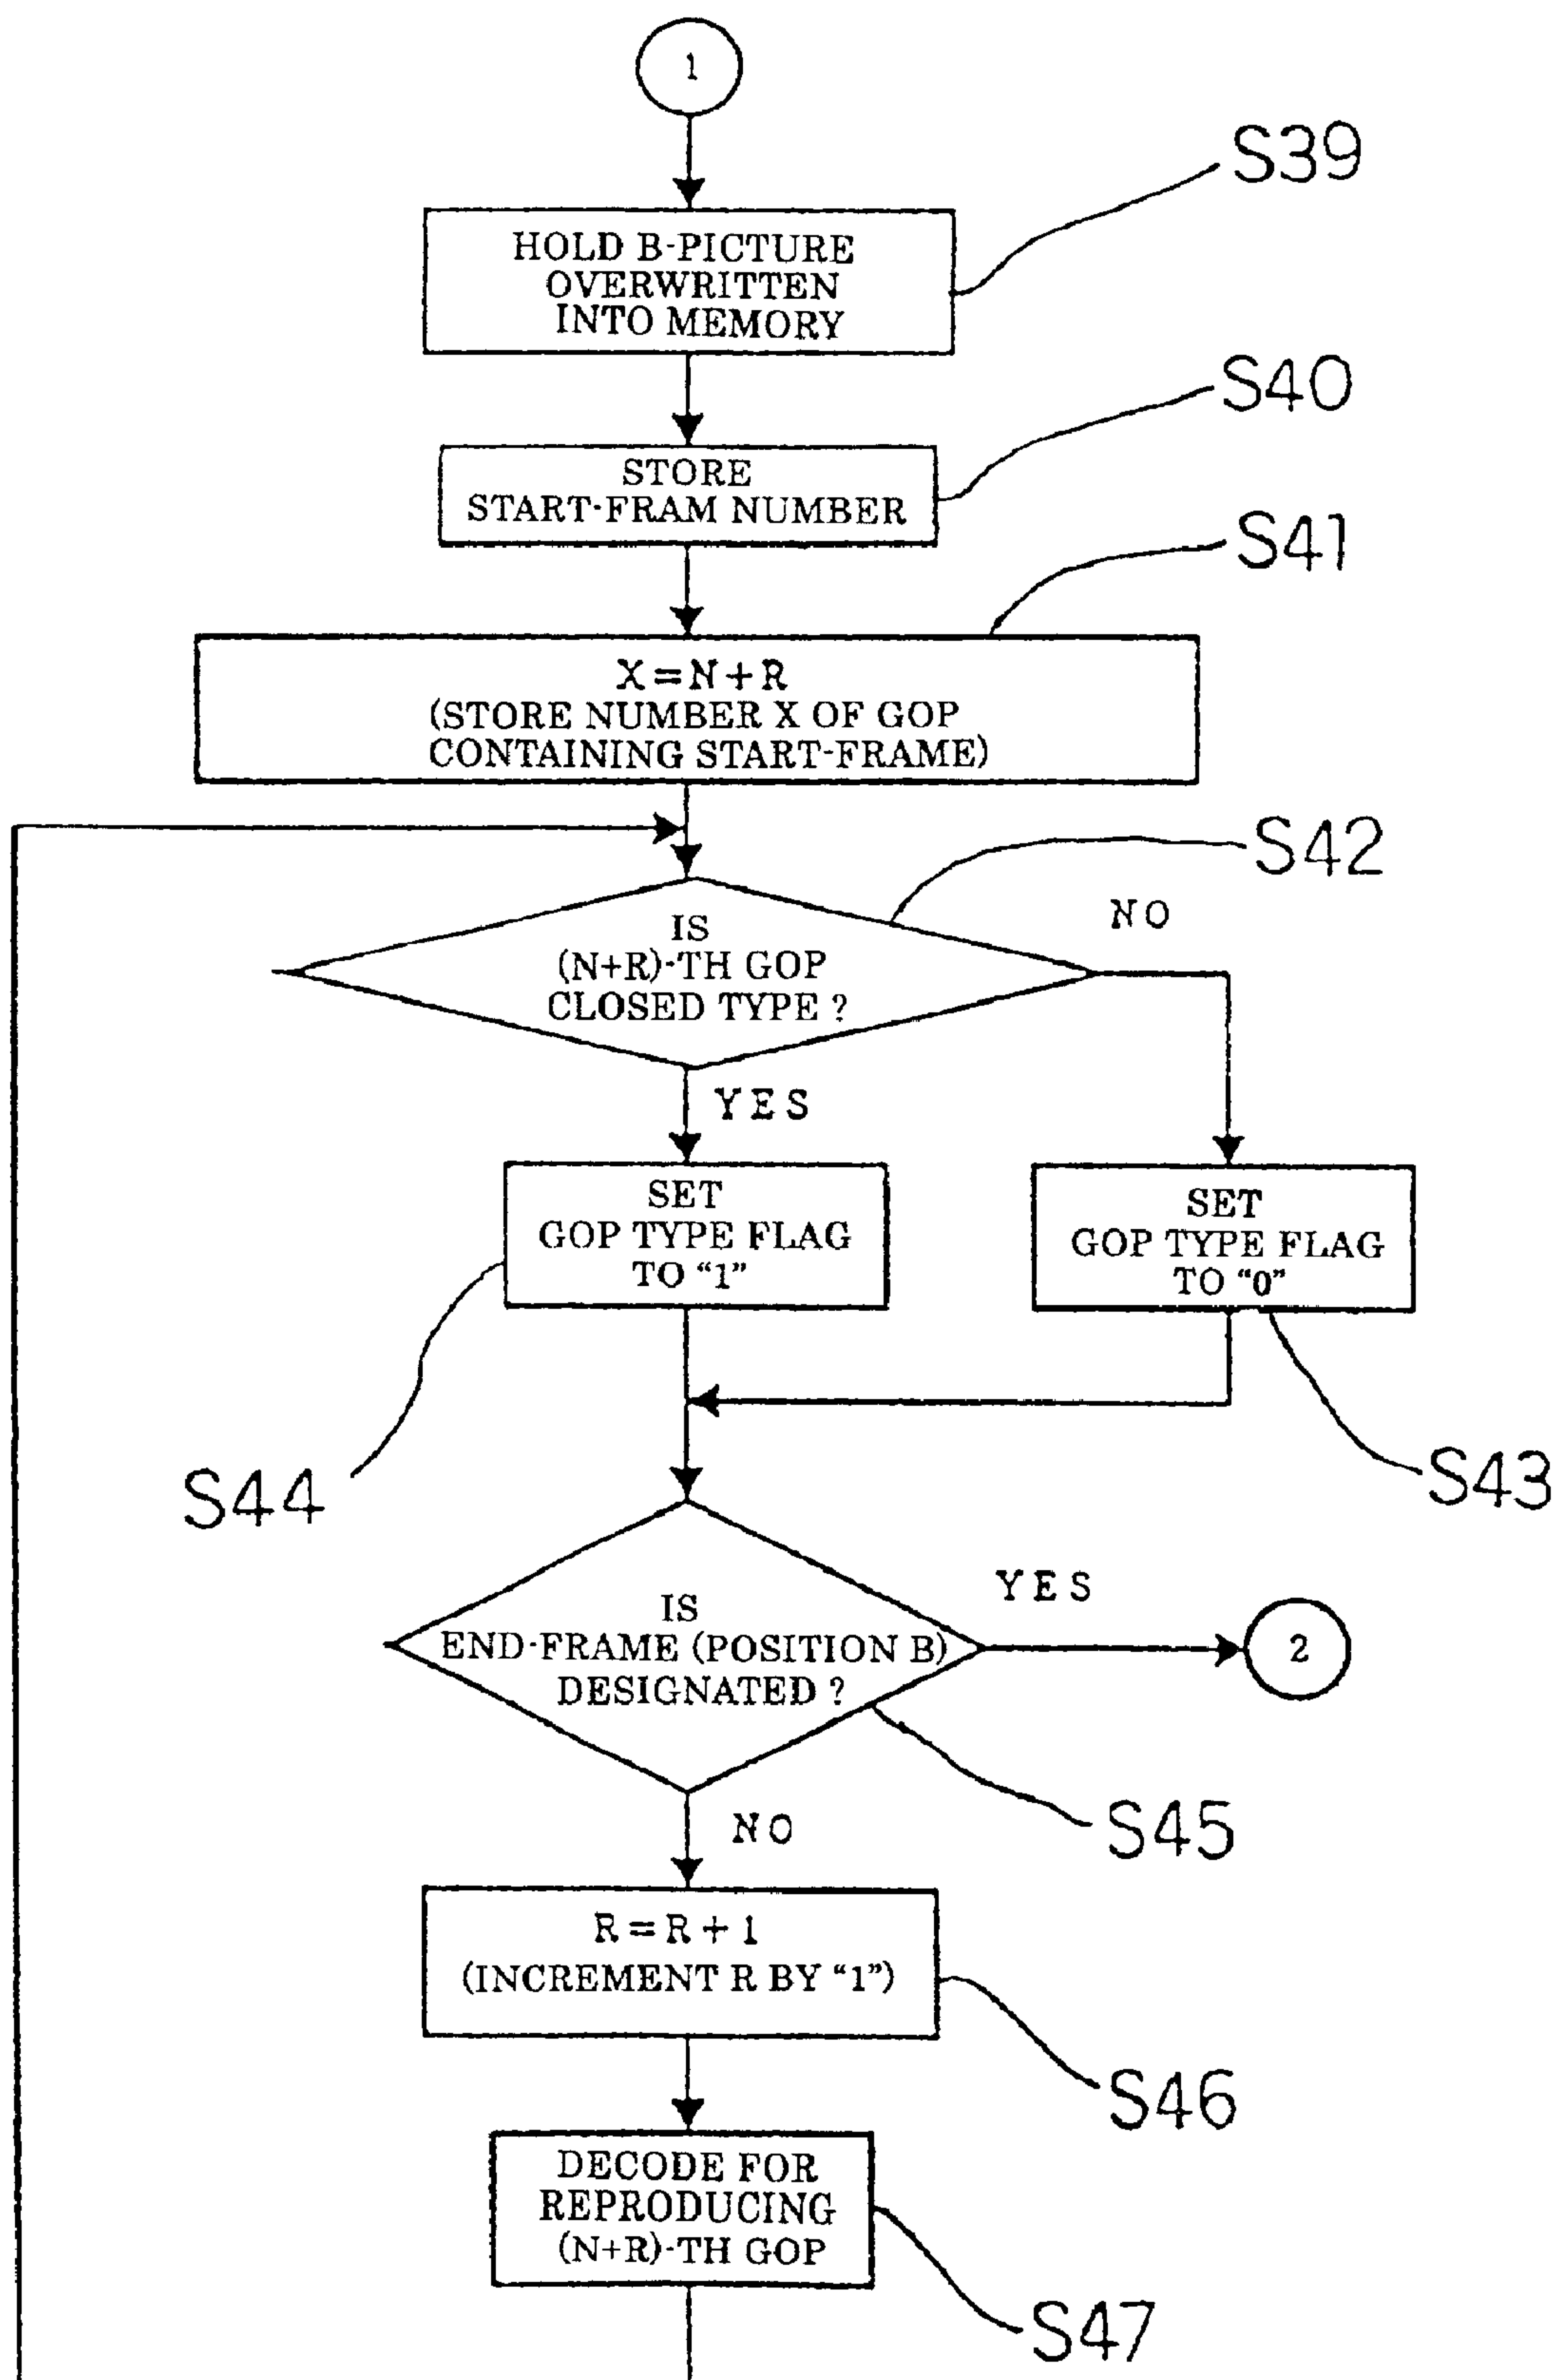 1
S39
HOLD B-PICTURE
OVERWRITTEN
INTO MEMORY
S40
STORE
START-FRAM NUMBER
S41
X=N+R
(STORE NUMBER X OF GOP
CONTAINING START-FRAME)
S42
NO
IS
(N+R)-TH GOP
CLOSED TYPE ?
YES
SET
GOP TYPE FLAG
TO “1”
SET
GOP TYPE FLAG
TO “0”
S44
S43
YES
IS
END-FRAME (POSITION B)
DESIGNATED ?
2
S45
NO
R=R+1
(INCREMENT R BY “1”)
S46
DECODE FOR
REPRODUCING
(N+R)-TH GOP
S47